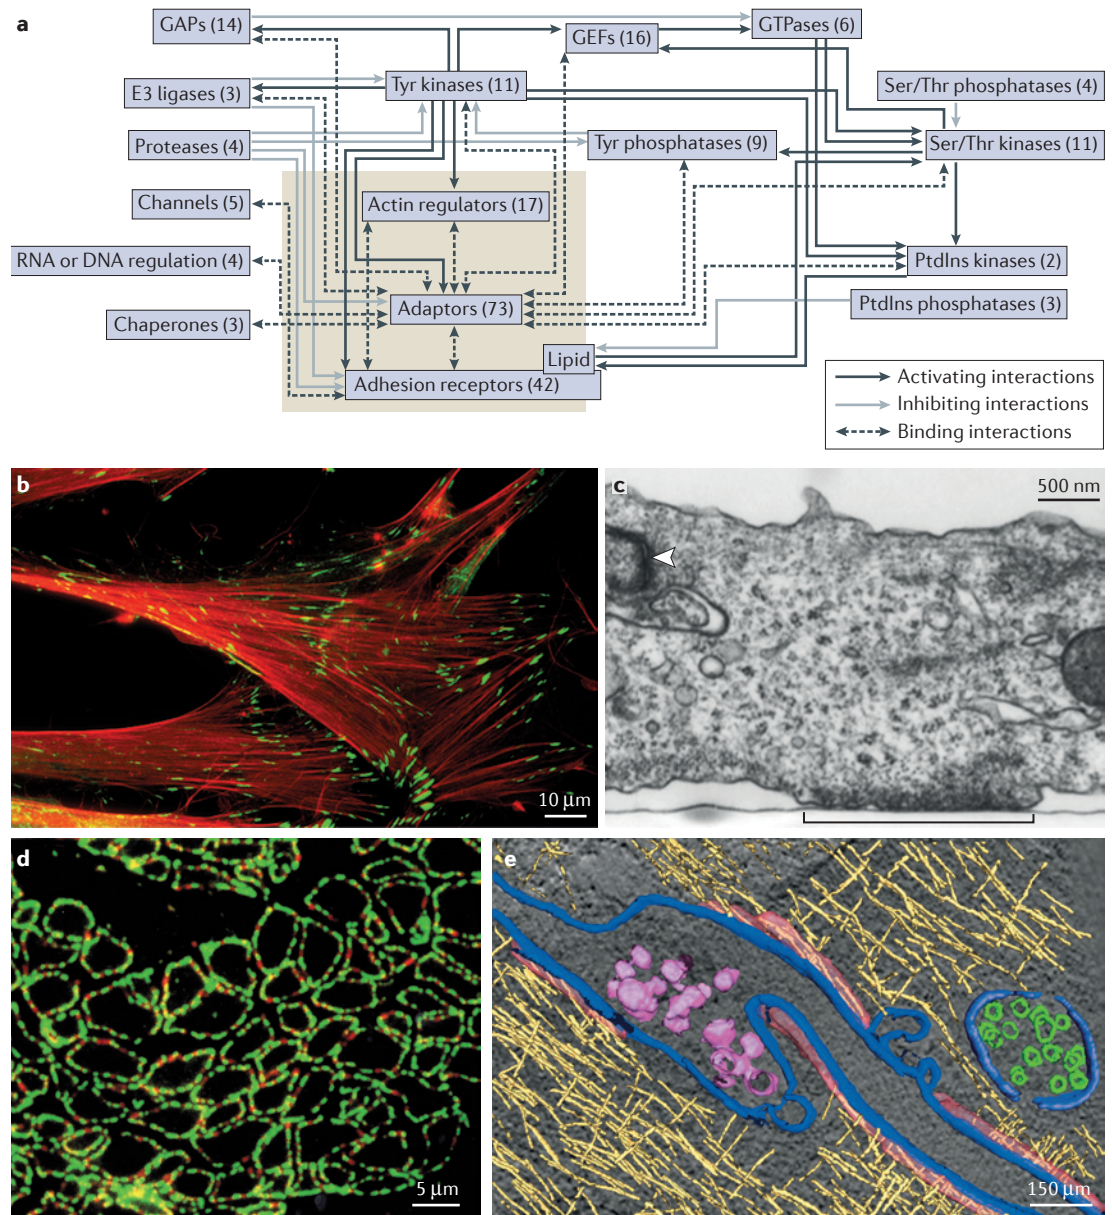 a
GAPs (14)
GEFs (16)
GTPases (6)
E3 ligases (3)
Tyr kinases (11)
Ser/Thr phosphatases (4)
Proteases (4)
Tyr phosphatases (9)
Ser/Thr kinases (11)
Channels (5)
Actin regulators (17)
RNA or DNA regulation (4)
PtdIns kinases (2)
Chaperones (3)
Adaptors (73)
PtdIns phosphatases (3)
Lipid
Adhesion receptors (42)
Activating interactions
Inhibiting interactions
Binding interactions
b
10 μm
c
500 nm
d
5 μm
e
150 μm